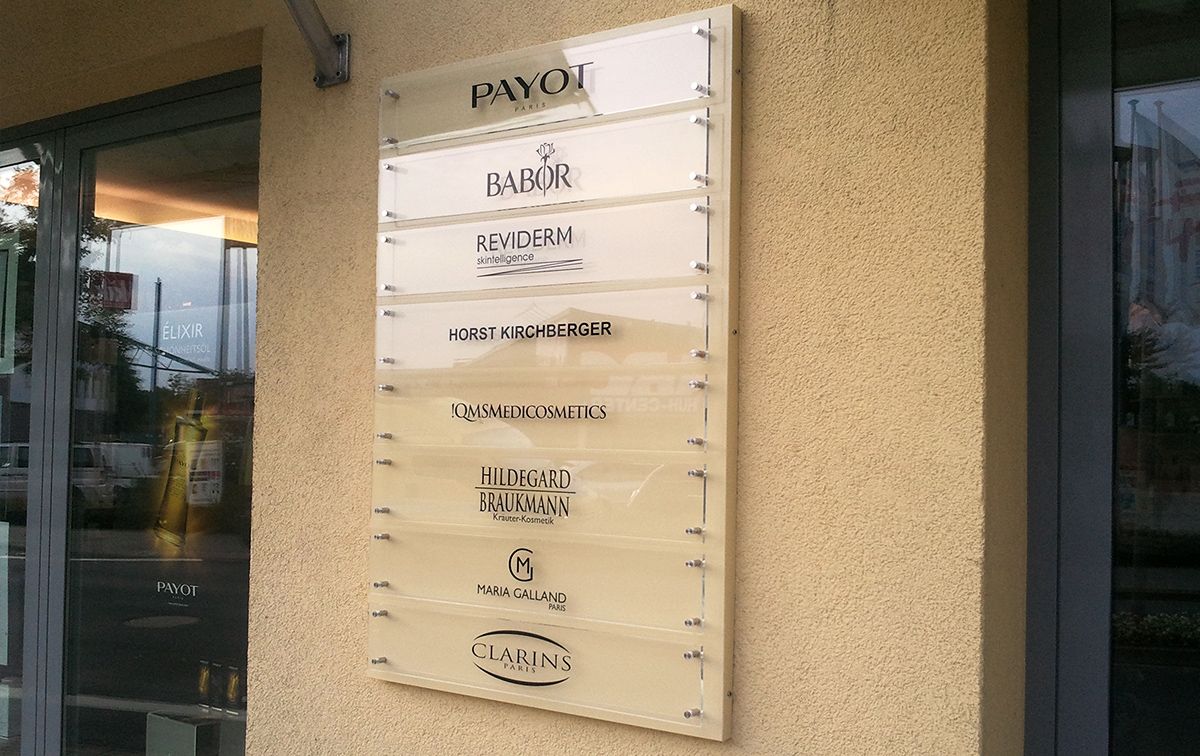 PAYOT
PARIS
BABOR
REVIDERM
skintelligence
HORST KIRCHBERGER
!QMSMEDICOSMETICS
HILDEGARD
BRAUKMANN
Kräuter-Kosmetik
MG
MARIA GALLAND
PARIS
CLARINS
PARIS
ÉLIXIR
PAYOT